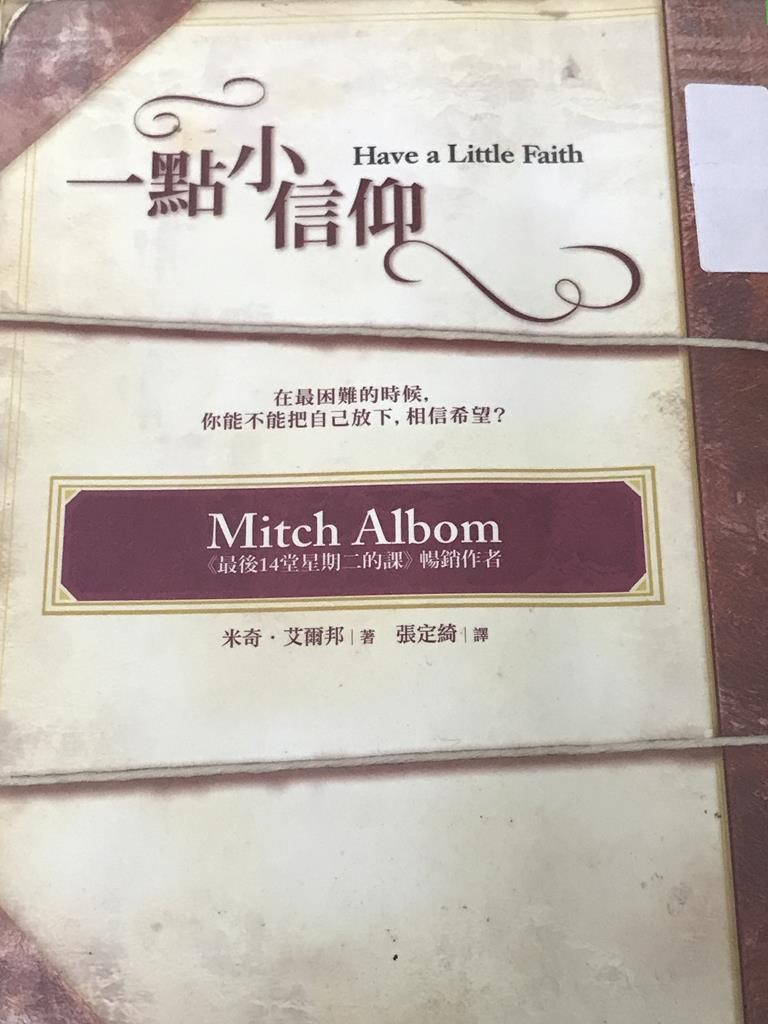 一點小信仰
Have a Little Faith
在最困難的時候,
你能不能把自己放下,相信希望?
Mitch Albom
《最後14堂星期二的課》暢銷作者
米奇·艾爾邦|著 張定綺|譯